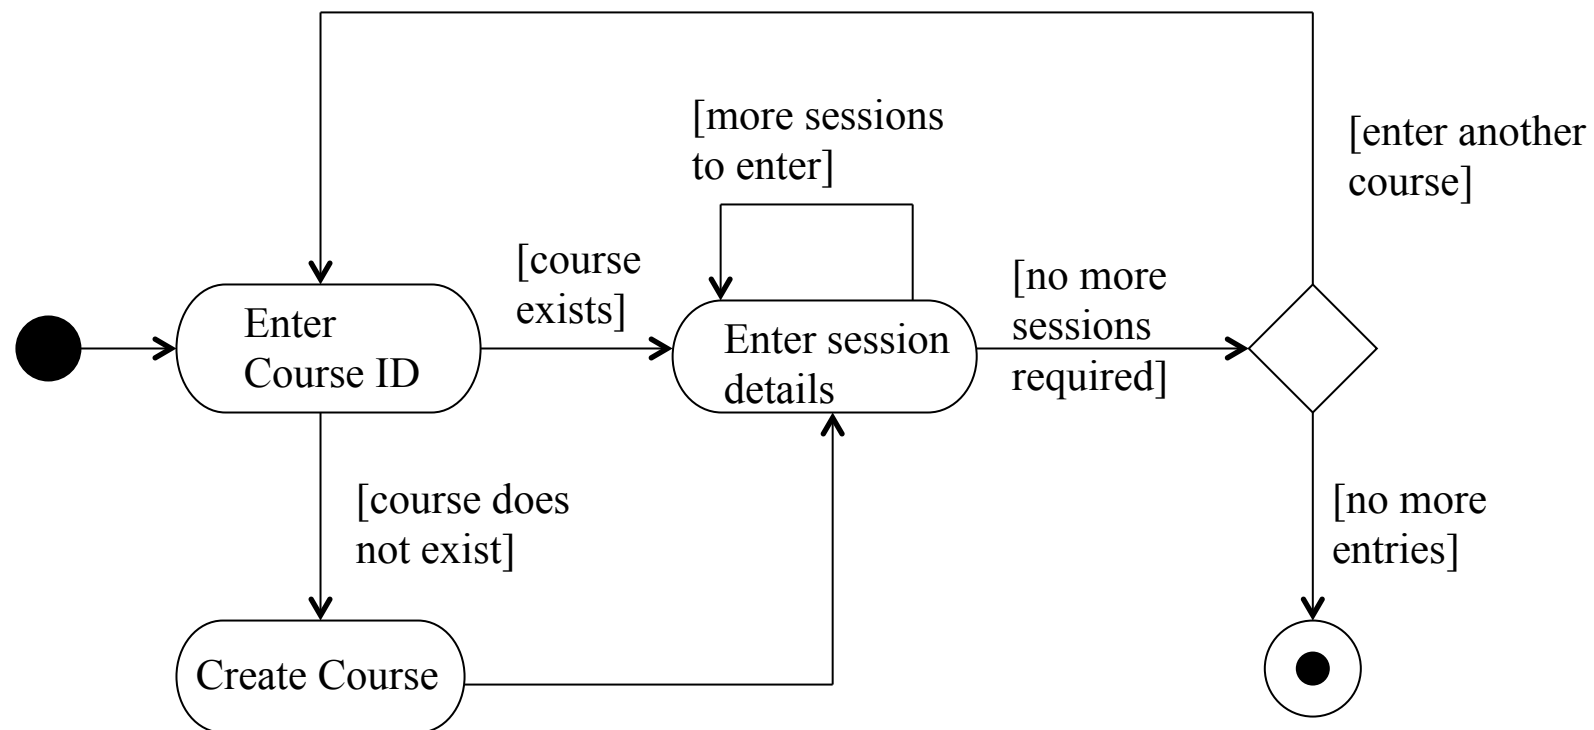 [more sessions
to enter]
[enter another
course]
[course
exists]
[no more
sessions
required]
Enter
Course ID
Enter session
details
[course does
not exist]
[no more
entries]
Create Course